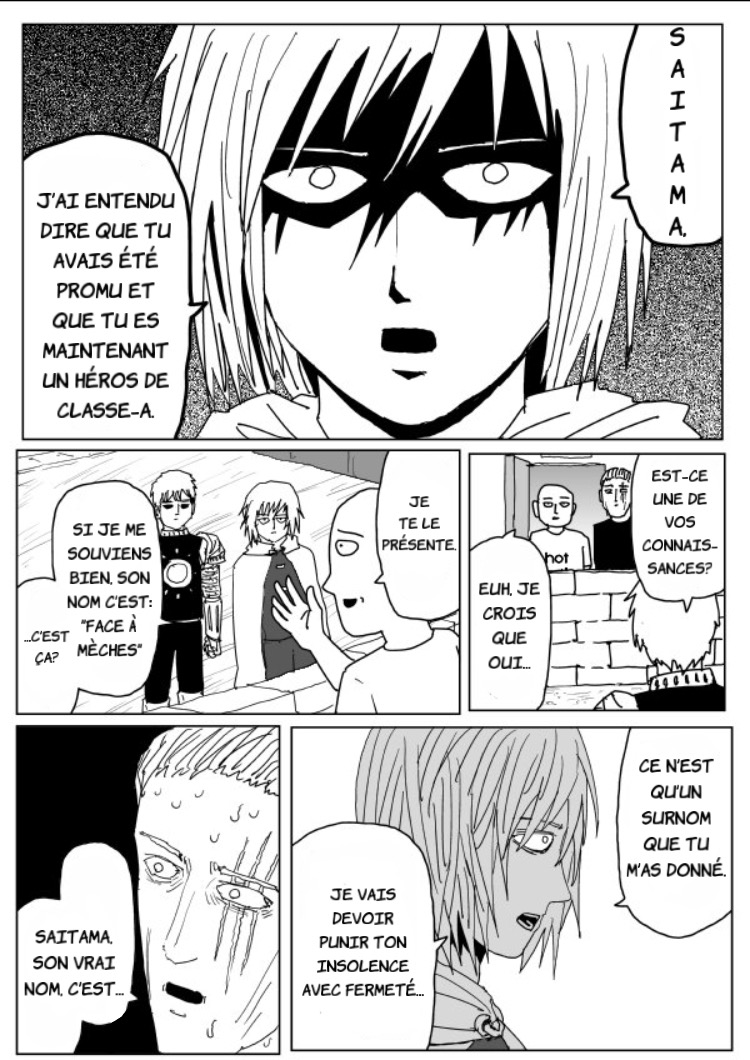 SAITAMA,
J'AI ENTENDU
DIRE QUE TU
AVAIS ÉTÉ
PROMU ET
QUE TU ES
MAINTENANT
UN HÉROS DE
CLASSE-A.
EST-CE
UNE DE
VOS
CONNAIS-
SANCES?
EUH, JE
CROIS
QUE
OUI...
hot
JE
TE LE
PRÉSENTE.
SI JE ME
SOUVIENS
BIEN, SON
NOM C'EST:
"FACE À
MÈCHES"
...C'EST
ÇA?
CE N'EST
QU'UN
SURNOM
QUE TU
M'AS DONNÉ.
JE VAIS
DEVOIR
PUNIR TON
INSOLENCE
AVEC FERMETÉ...
SAITAMA,
SON VRAI
NOM, C'EST...